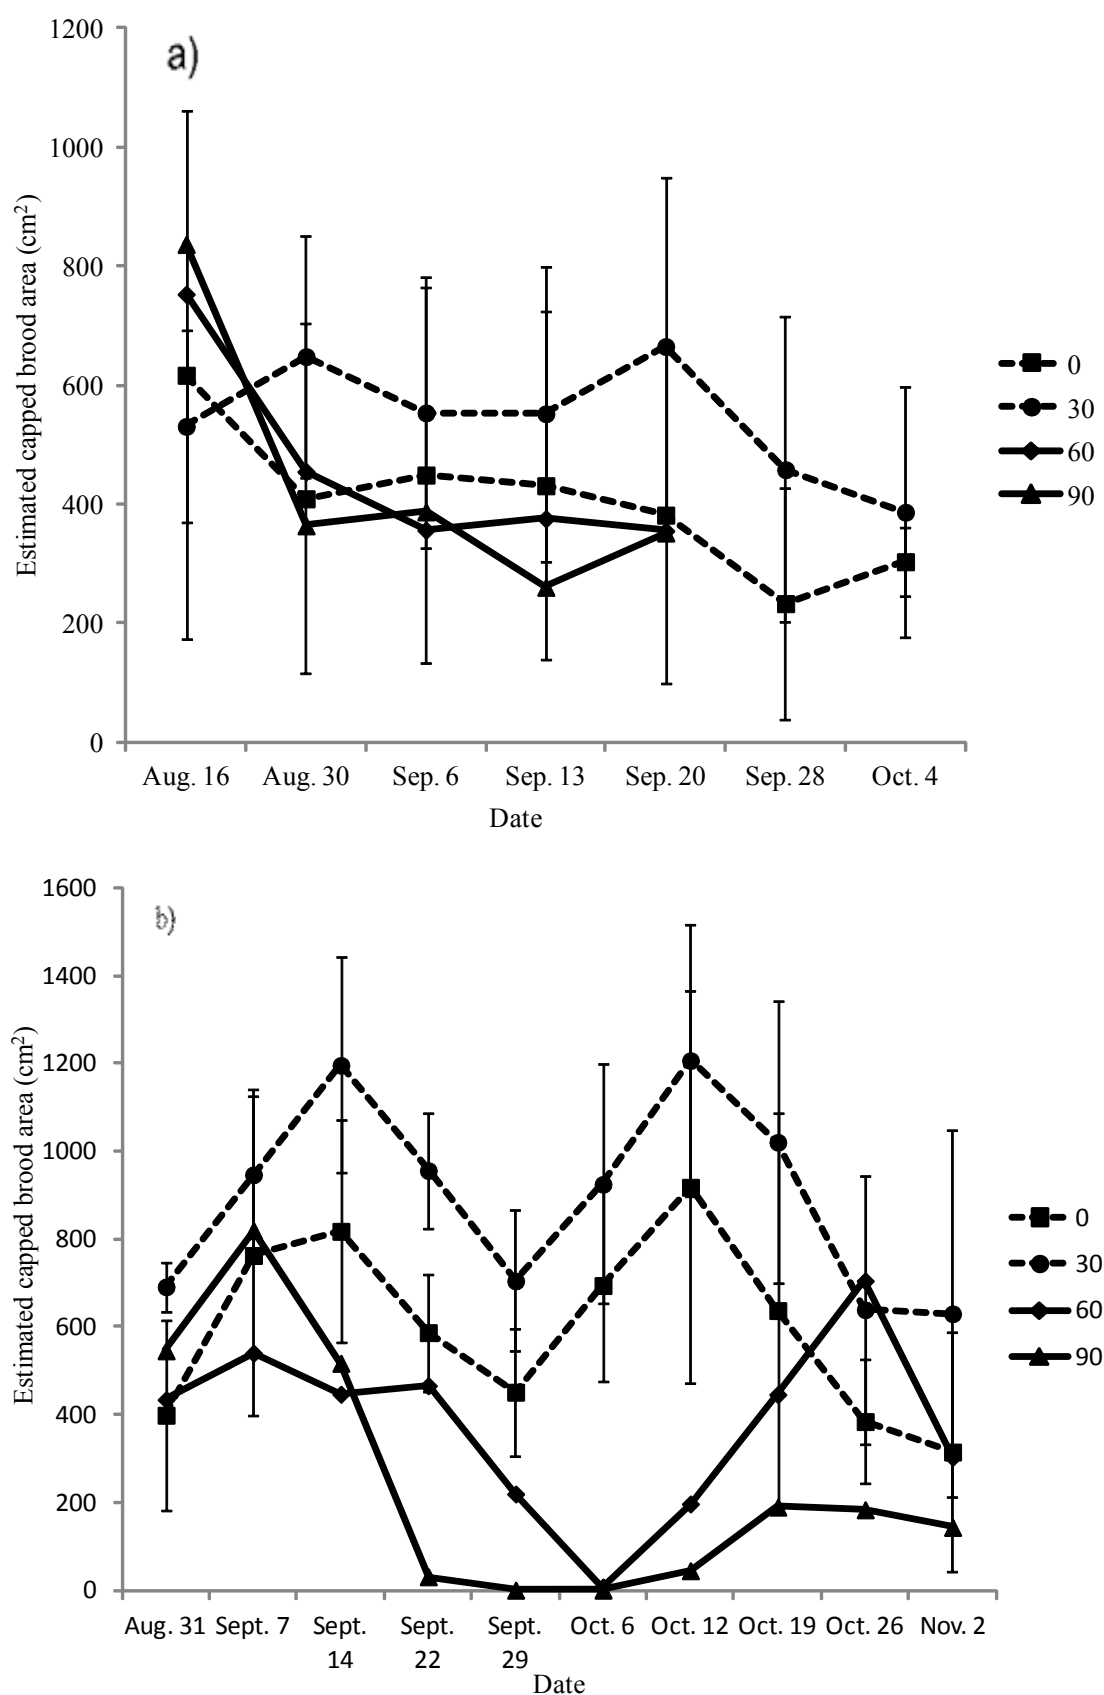 a)
1200
1000
800
600
400
200
0
Estimated capped brood area (cm²)
Aug. 16 Aug. 30 Sep. 6 Sep. 13 Sep. 20 Sep. 28 Oct. 4
Date
0
30
60
90
b)
1600
1400
1200
1000
800
600
400
200
0
Estimated capped brood area (cm²)
Aug. 31 Sept. 7 Sept. Sept. Sept. Oct. 6 Oct. 12 Oct. 19 Oct. 26 Nov. 2
14 22 29
Date
0
30
60
90